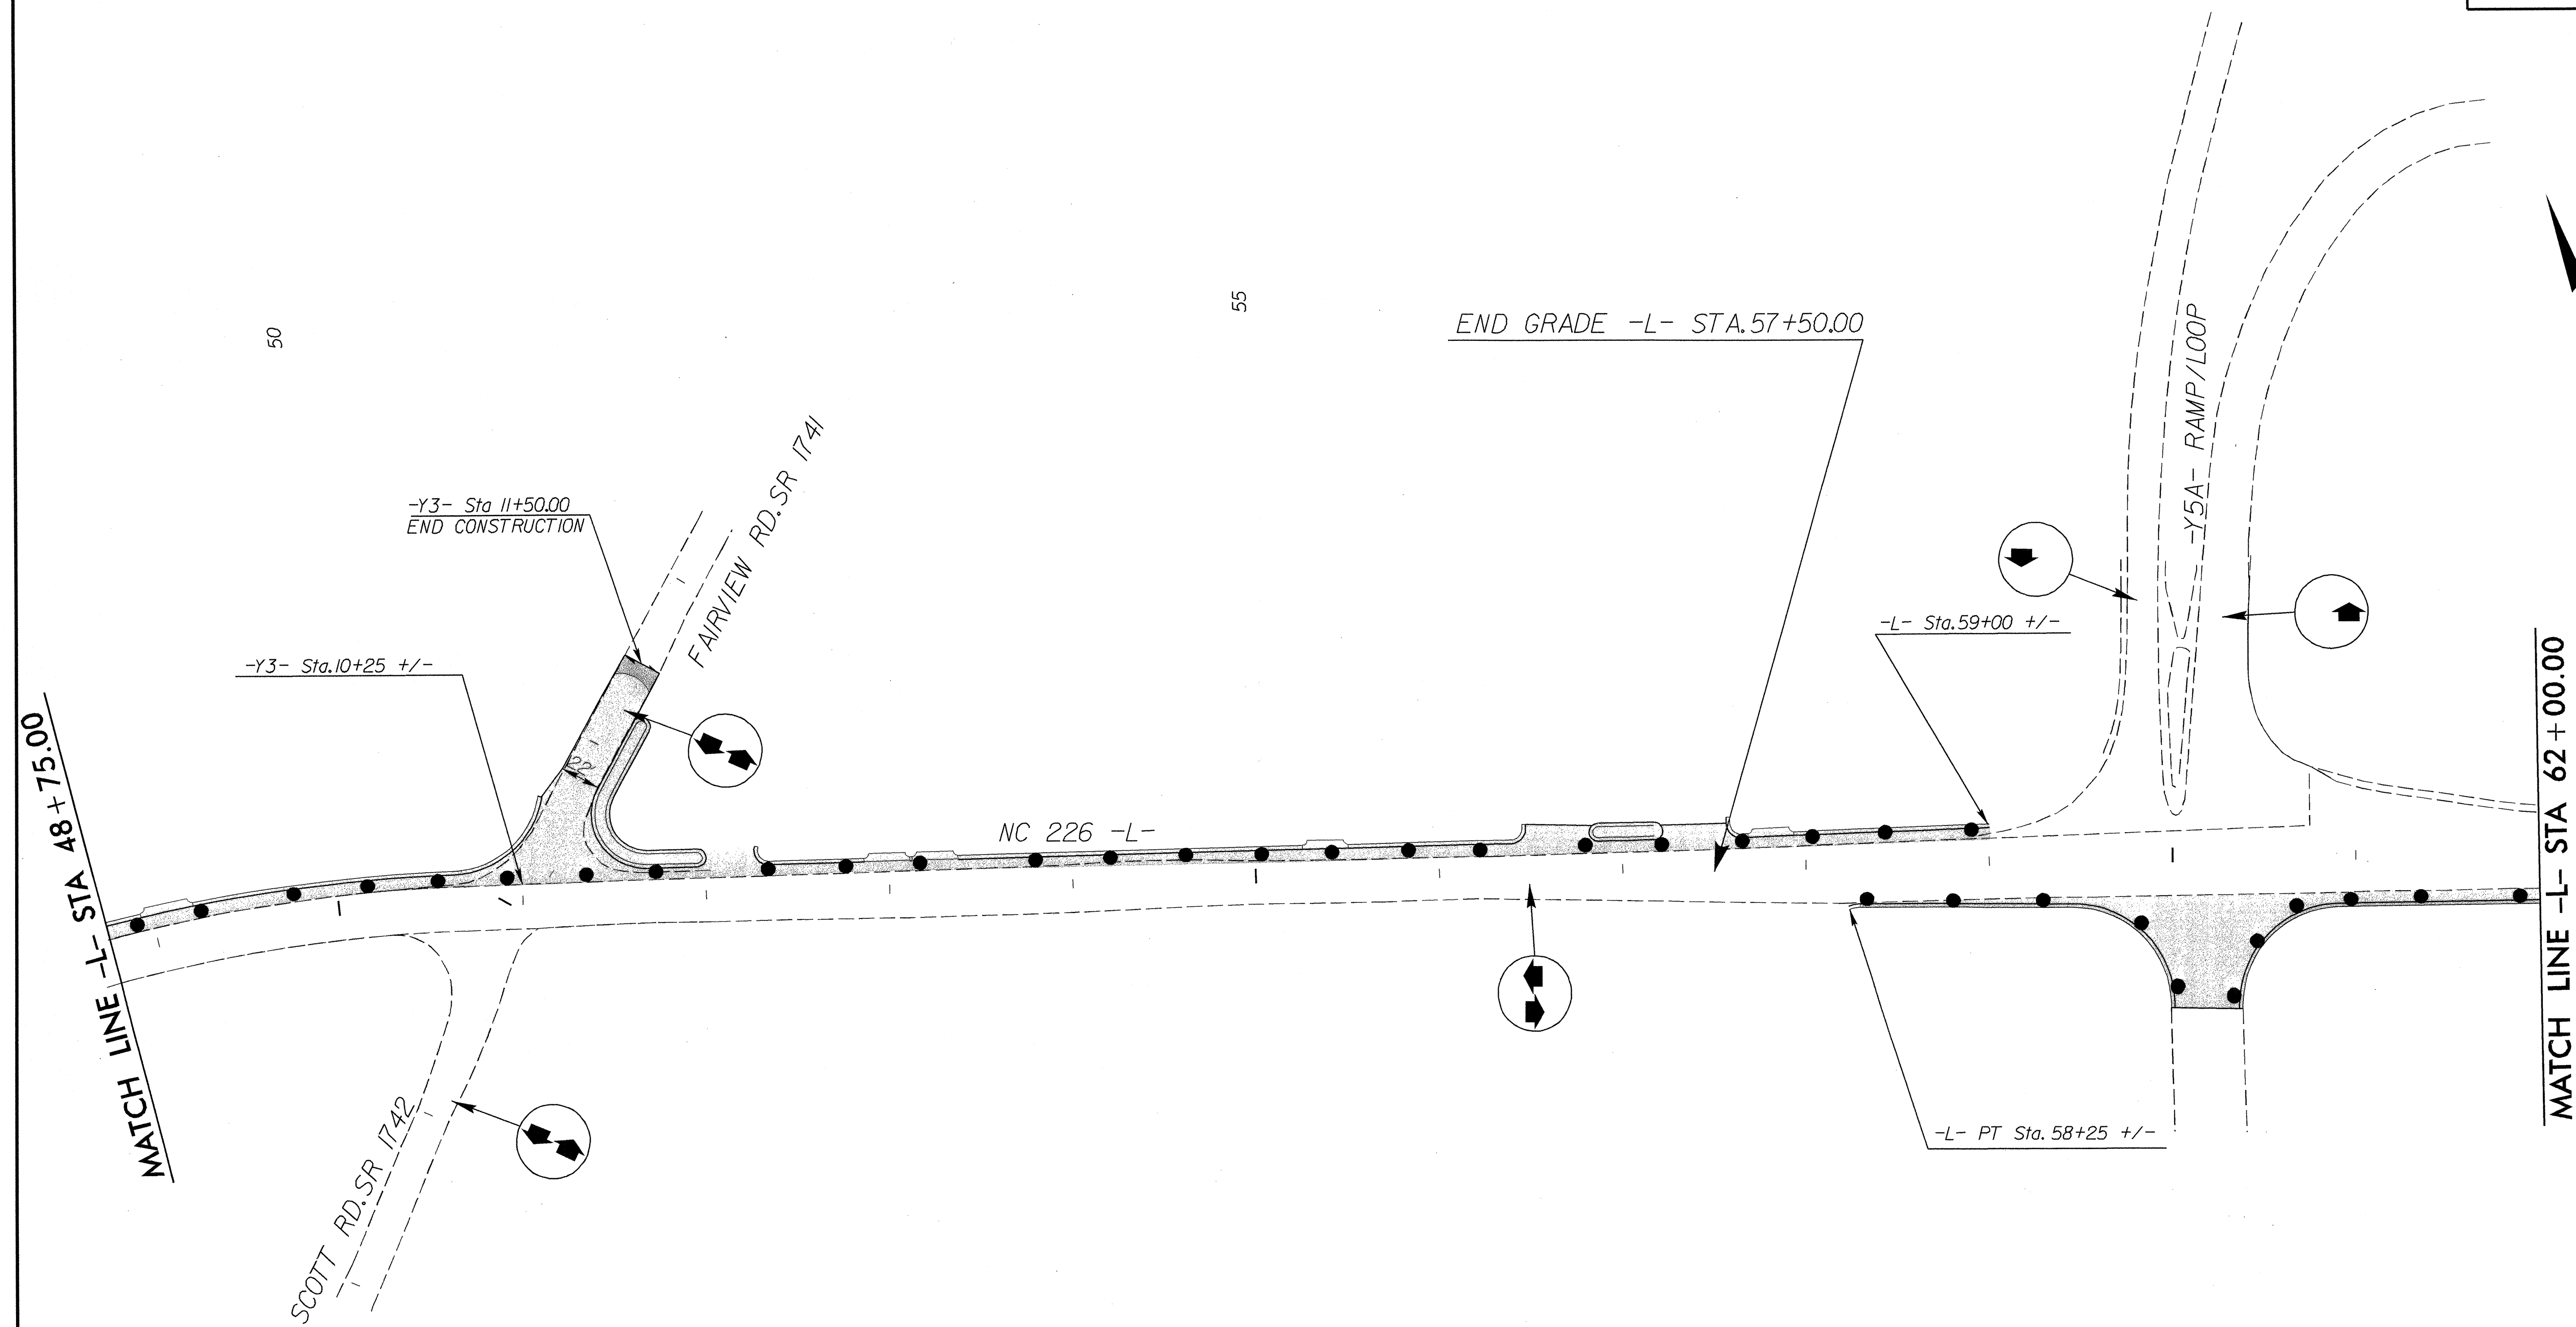 50
55
END GRADE -L- STA.57+50.00
-Y5A- RAMP/LOOP
FAIRVIEW RD.SR 1741
-Y3- Sta 11+50.00
END CONSTRUCTION
-L- Sta.59+00 +/-
-Y3- Sta.10+25 +/-
22'
NC 226 -L-
MATCH LINE -L- STA 48+75.00
MATCH LINE -L- STA 62+00.00
SCOTT RD.SR 1742
-L- PT Sta. 58+25 +/-